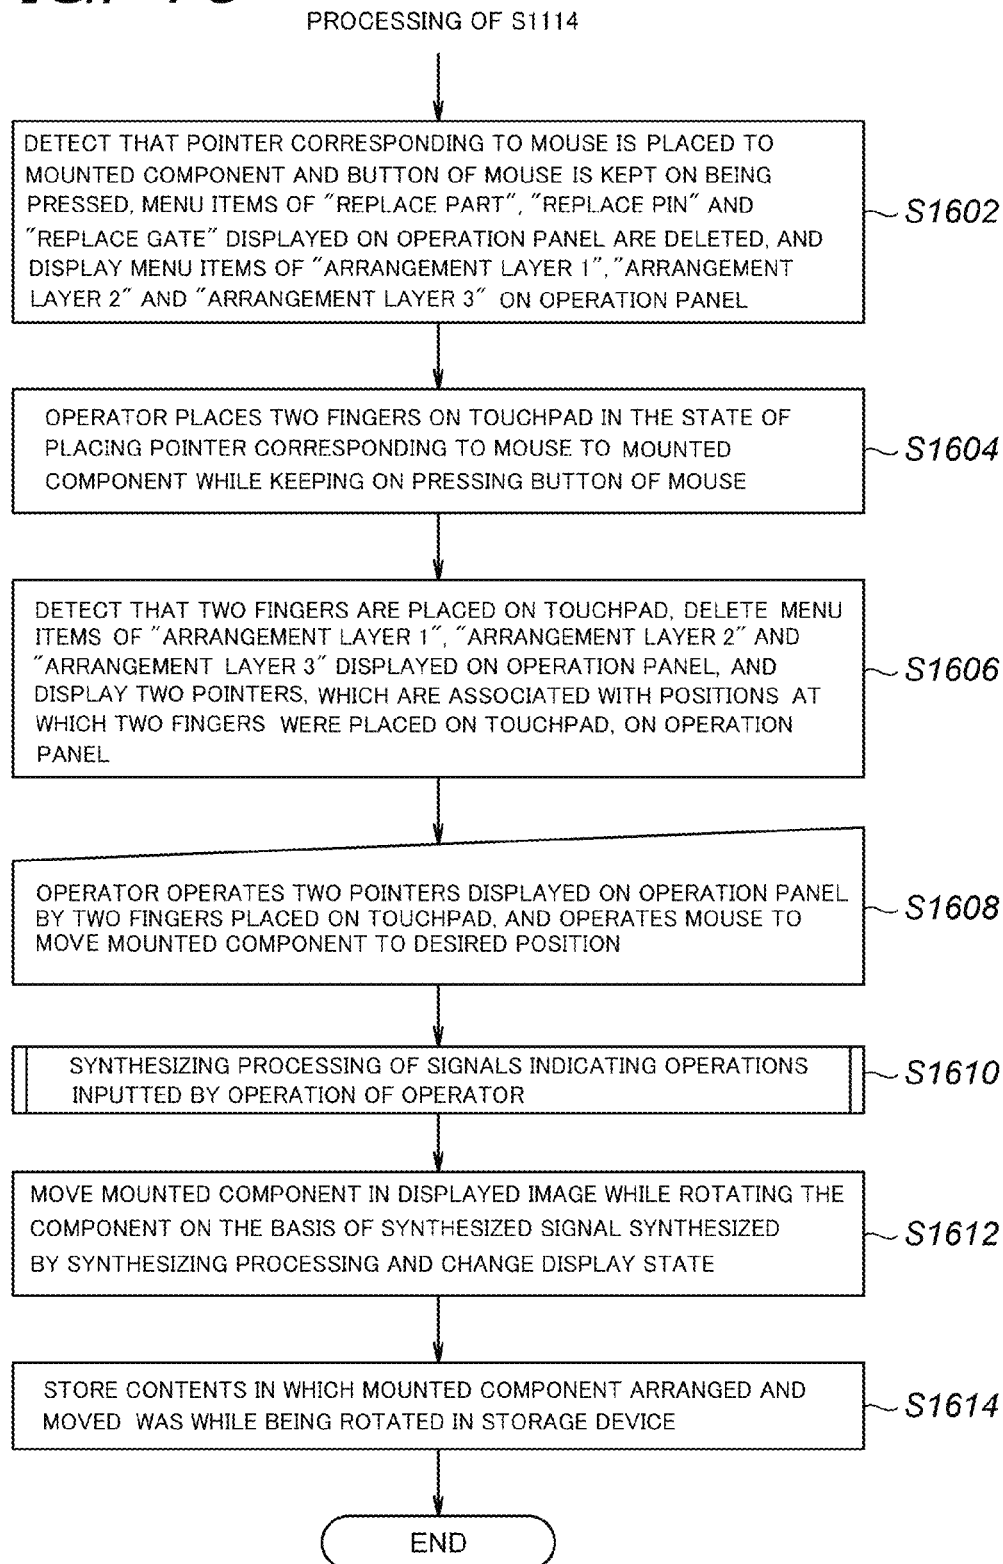 PROCESSING OF S1114
DETECT THAT POINTER CORRESPONDING TO MOUSE IS PLACED TO
MOUNTED COMPONENT AND BUTTON OF MOUSE IS KEPT ON BEING
PRESSED, MENU ITEMS OF "REPLACE PART", "REPLACE PIN" AND
"REPLACE GATE" DISPLAYED ON OPERATION PANEL ARE DELETED, AND
DISPLAY MENU ITEMS OF "ARRANGEMENT LAYER 1", "ARRANGEMENT
LAYER 2" AND "ARRANGEMENT LAYER 3" ON OPERATION PANEL
S1602
OPERATOR PLACES TWO FINGERS ON TOUCHPAD IN THE STATE OF
PLACING POINTER CORRESPONDING TO MOUSE TO MOUNTED
COMPONENT WHILE KEEPING ON PRESSING BUTTON OF MOUSE
S1604
DETECT THAT TWO FINGERS ARE PLACED ON TOUCHPAD, DELETE MENU
ITEMS OF "ARRANGEMENT LAYER 1", "ARRANGEMENT LAYER 2" AND
"ARRANGEMENT LAYER 3" DISPLAYED ON OPERATION PANEL, AND
DISPLAY TWO POINTERS, WHICH ARE ASSOCIATED WITH POSITIONS AT
WHICH TWO FINGERS WERE PLACED ON TOUCHPAD, ON OPERATION
PANEL
S1606
OPERATOR OPERATES TWO POINTERS DISPLAYED ON OPERATION PANEL
BY TWO FINGERS PLACED ON TOUCHPAD, AND OPERATES MOUSE TO
MOVE MOUNTED COMPONENT TO DESIRED POSITION
S1608
SYNTHESIZING PROCESSING OF SIGNALS INDICATING OPERATIONS
INPUTTED BY OPERATION OF OPERATOR
S1610
MOVE MOUNTED COMPONENT IN DISPLAYED IMAGE WHILE ROTATING THE
COMPONENT ON THE BASIS OF SYNTHESIZED SIGNAL SYNTHESIZED
BY SYNTHESIZING PROCESSING AND CHANGE DISPLAY STATE
S1612
STORE CONTENTS IN WHICH MOUNTED COMPONENT ARRANGED AND
MOVED WAS WHILE BEING ROTATED IN STORAGE DEVICE
S1614
END